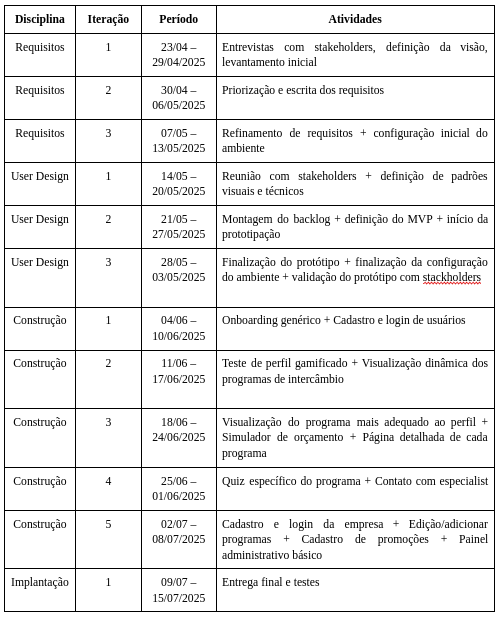 Disciplina Iteração Período Atividades
Requisitos 1 23/04 – Entrevistas com stakeholders, definição da visão,
29/04/2025 levantamento inicial
Requisitos 2 30/04 – Priorização e escrita dos requisitos
06/05/2025
Requisitos 3 07/05 – Refinamento de requisitos + configuração inicial do
13/05/2025 ambiente
User Design 1 14/05 – Reunião com stakeholders + definição de padrões
20/05/2025 visuais e técnicos
User Design 2 21/05 – Montagem do backlog + definição do MVP + início da
27/05/2025 prototipação
User Design 3 28/05 – Finalização do protótipo + finalização da configuração
03/05/2025 do ambiente + validação do protótipo com stackholders
Construção 1 04/06 – Onboarding genérico + Cadastro e login de usuários
10/06/2025
Construção 2 11/06 – Teste de perfil gamificado + Visualização dinâmica dos
17/06/2025 programas de intercâmbio
Construção 3 18/06 – Visualização do programa mais adequado ao perfil +
24/06/2025 Simulador de orçamento + Página detalhada de cada
programa
Construção 4 25/06 – Quiz específico do programa + Contato com especialist
01/06/2025
Construção 5 02/07 – Cadastro e login da empresa + Edição/adicionar
08/07/2025 programas + Cadastro de promoções + Painel
administrativo básico
Implantação 1 09/07 – Entrega final e testes
15/07/2025